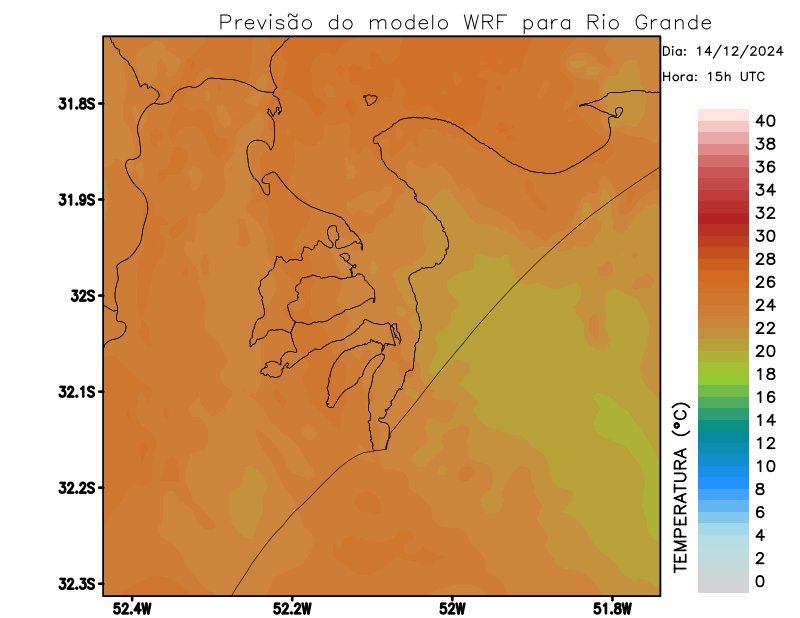 Previsão do modelo WRF para Rio Grande
Dia: 14/12/2024
Hora: 15h UTC
31.8S
31.9S
32S
32.1S
32.2S
32.3S
52.4W
52.2W
52W
51.8W
TEMPERATURA (°C)
40
38
36
34
32
30
28
26
24
22
20
18
16
14
12
10
8
6
4
2
0